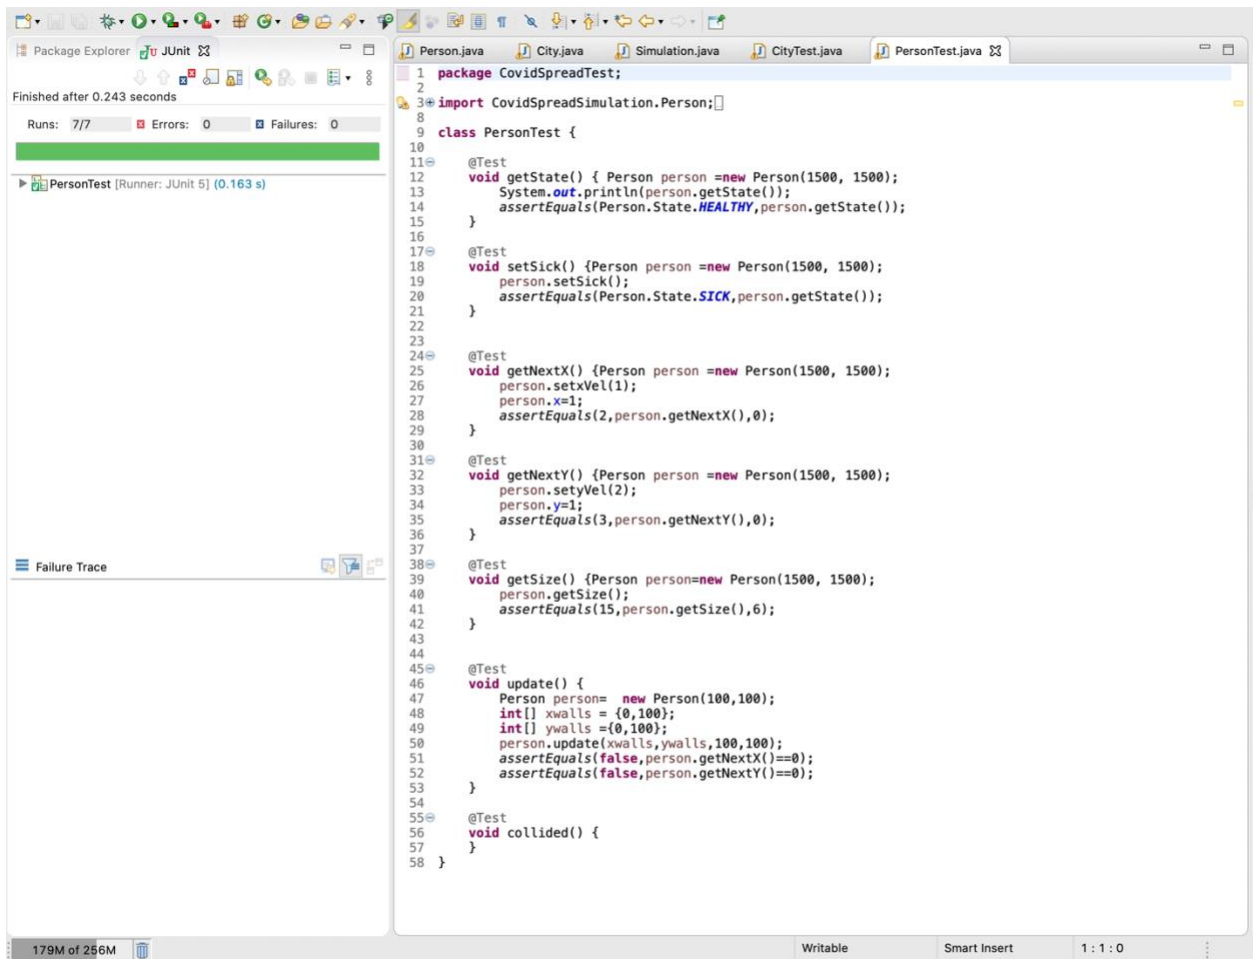 Package Explorer JUnit
Finished after 0.243 seconds
Runs: 7/7 Errors: 0 Failures: 0
PersonTest [Runner: JUnit 5] (0.163 s)
Failure Trace
Person.java City.java Simulation.java CityTest.java PersonTest.java
1 package CovidSpreadTest;
2
3 import CovidSpreadSimulation.Person;
8
9 class PersonTest {
10
11 @Test
12 void getState() { Person person =new Person(1500, 1500);
13 System.out.println(person.getState());
14 assertEquals(Person.State.HEALTHY,person.getState());
15 }
16
17 @Test
18 void setSick() {Person person =new Person(1500, 1500);
19 person.setSick();
20 assertEquals(Person.State.SICK,person.getState());
21 }
22
23
24 @Test
25 void getNextX() {Person person =new Person(1500, 1500);
26 person.setxVel(1);
27 person.x=1;
28 assertEquals(2,person.getNextX(),0);
29 }
30
31 @Test
32 void getNextY() {Person person =new Person(1500, 1500);
33 person.setyVel(2);
34 person.y=1;
35 assertEquals(3,person.getNextY(),0);
36 }
37
38 @Test
39 void getSize() {Person person=new Person(1500, 1500);
40 person.getSize();
41 assertEquals(15,person.getSize(),6);
42 }
43
44
45 @Test
46 void update() {
47 Person person= new Person(100,100);
48 int[] xwalls = {0,100};
49 int[] ywalls ={0,100};
50 person.update(xwalls,ywalls,100,100);
51 assertEquals(false,person.getNextX()==0);
52 assertEquals(false,person.getNextY()==0);
53 }
54
55 @Test
56 void collided() {
57 }
58 }
179M of 256M Writable Smart Insert 1 : 1 : 0